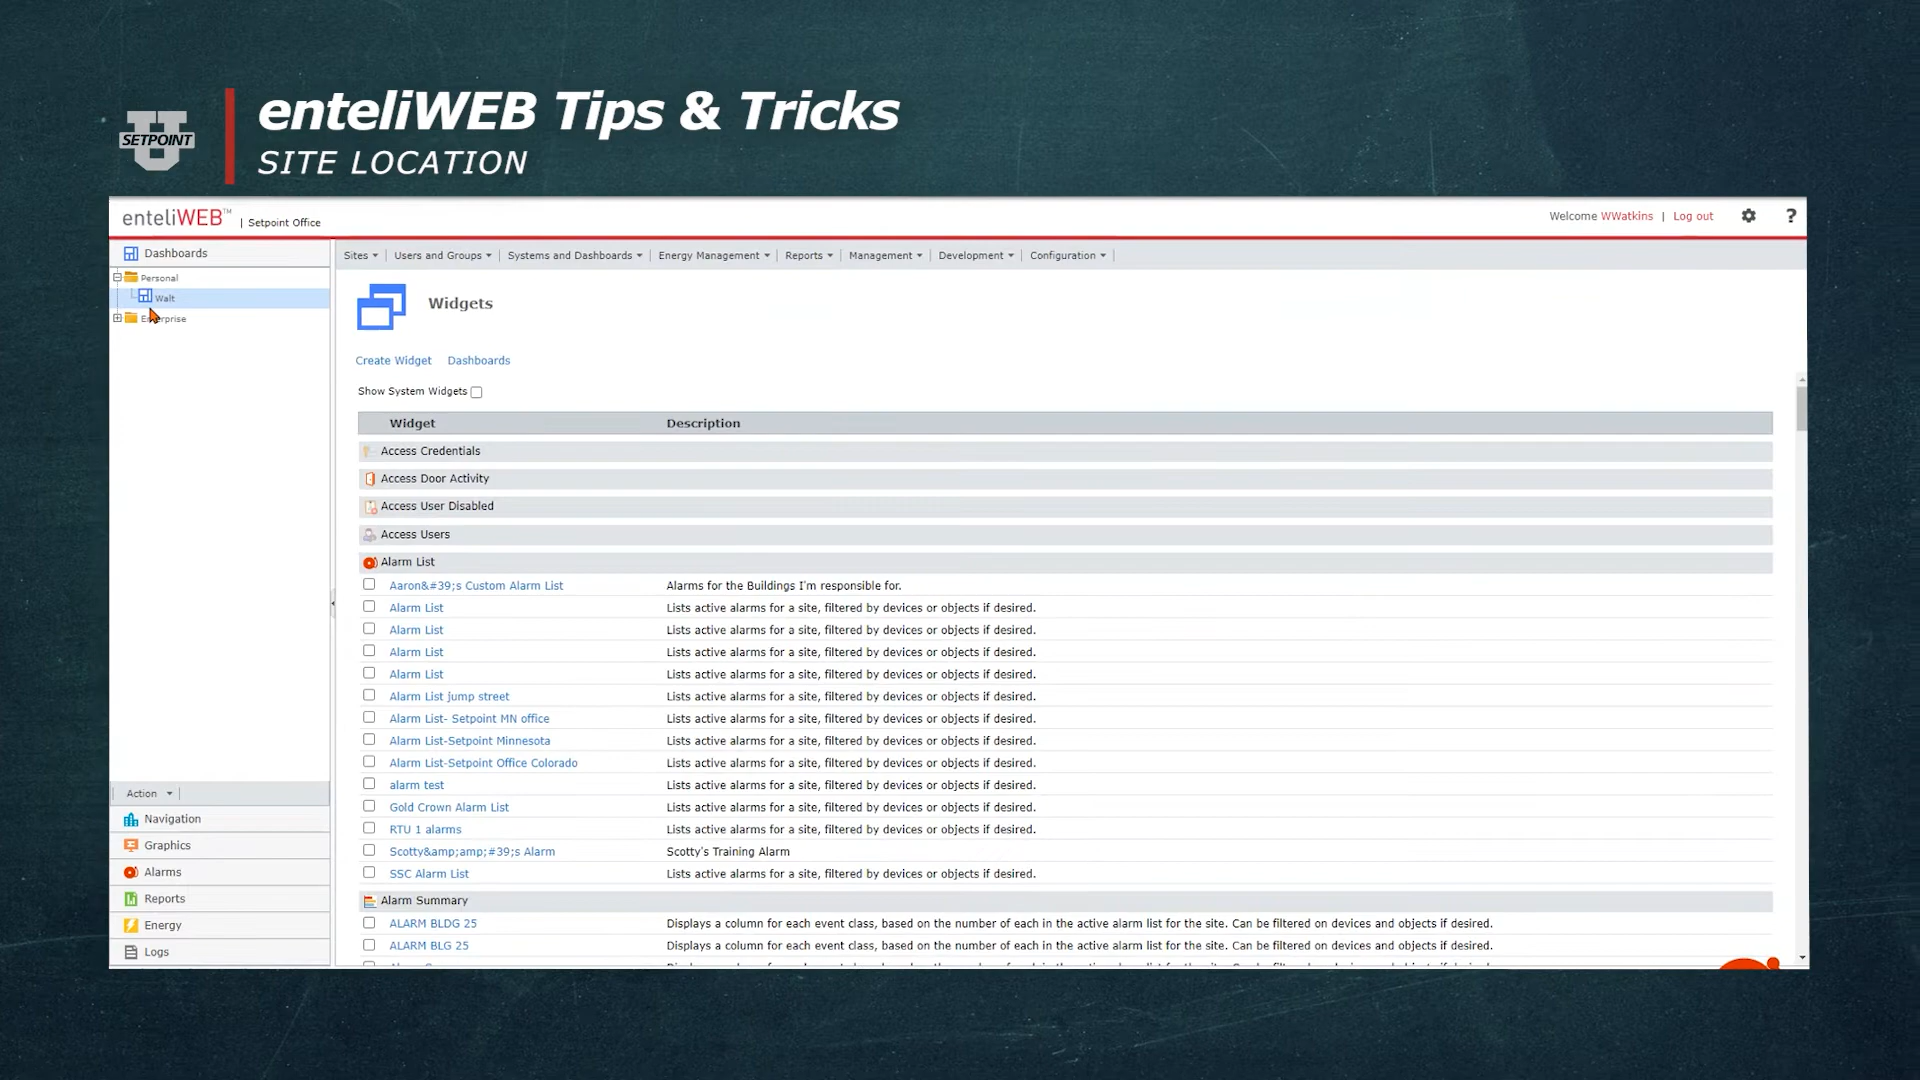 enteliWEB Tips & Tricks
U
SETPOINT
SITE LOCATION
enteliWEB™ | Setpoint Office
Welcome WWatkins | Log out
?
Dashboards
Personal
Walt
Enterprise
Sites
Users and Groups
Systems and Dashboards
Energy Management
Reports
Management
Development
Configuration
Widgets
Create Widget Dashboards
Show System Widgets
Widget Description
Access Credentials
Access Door Activity
Access User Disabled
Access Users
Alarm List
Aaron&#39;s Custom Alarm List Alarms for the Buildings I'm responsible for.
Alarm List Lists active alarms for a site, filtered by devices or objects if desired.
Alarm List Lists active alarms for a site, filtered by devices or objects if desired.
Alarm List Lists active alarms for a site, filtered by devices or objects if desired.
Alarm List Lists active alarms for a site, filtered by devices or objects if desired.
Alarm List jump street Lists active alarms for a site, filtered by devices or objects if desired.
Alarm List- Setpoint MN office Lists active alarms for a site, filtered by devices or objects if desired.
Alarm List-Setpoint Minnesota Lists active alarms for a site, filtered by devices or objects if desired.
Alarm List-Setpoint Office Colorado Lists active alarms for a site, filtered by devices or objects if desired.
alarm test Lists active alarms for a site, filtered by devices or objects if desired.
Gold Crown Alarm List Lists active alarms for a site, filtered by devices or objects if desired.
RTU 1 alarms Lists active alarms for a site, filtered by devices or objects if desired.
Scotty&amp;amp;#39;s Alarm Scotty's Training Alarm
SSC Alarm List Lists active alarms for a site, filtered by devices or objects if desired.
Alarm Summary
ALARM BLDG 25 Displays a column for each event class, based on the number of each in the active alarm list for the site. Can be filtered on devices and objects if desired.
ALARM BLG 25 Displays a column for each event class, based on the number of each in the active alarm list for the site. Can be filtered on devices and objects if desired.
Action
Navigation
Graphics
Alarms
Reports
Energy
Logs